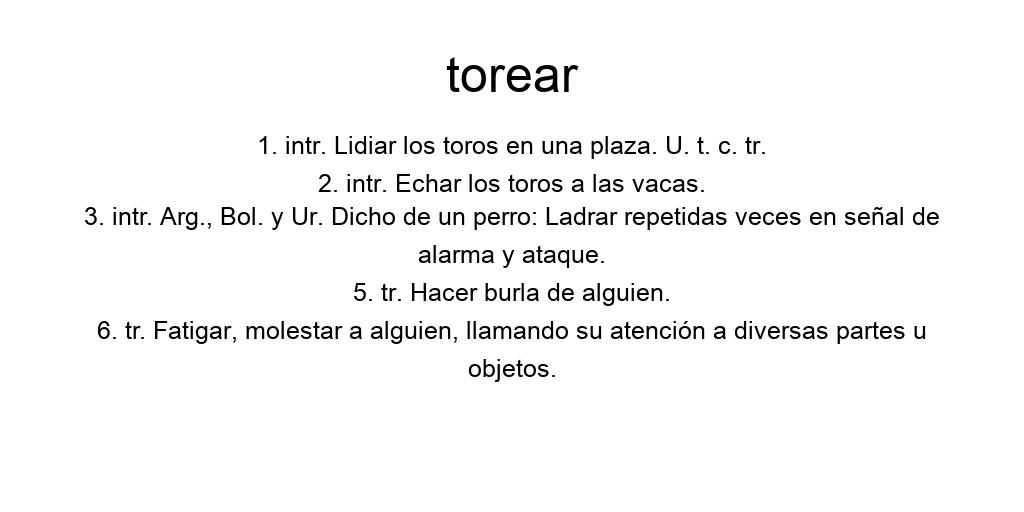 torear
1. intr. Lidiar los toros en una plaza. U. t. c. tr.
2. intr. Echar los toros a las vacas.
3. intr. Arg., Bol. y Ur. Dicho de un perro: Ladrar repetidas veces en señal de
alarma y ataque.
5. tr. Hacer burla de alguien.
6. tr. Fatigar, molestar a alguien, llamando su atención a diversas partes u
objetos.